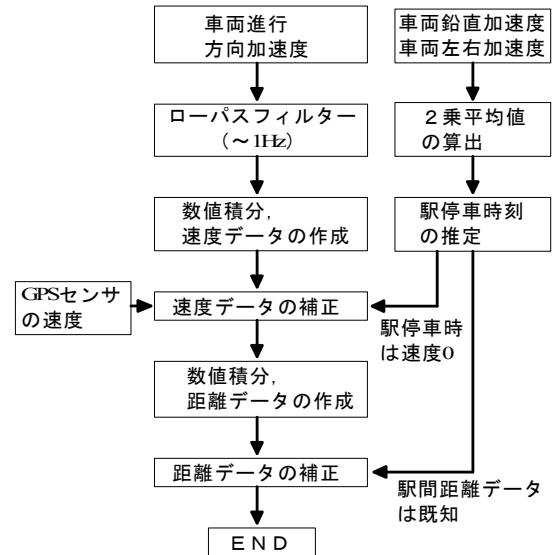 車両進行
方向加速度
車両鉛直加速度
車両左右加速度
ローパスフィルター
(～1Hz)
2乗平均値
の算出
数値積分,
速度データの作成
駅停車時刻
の推定
GPSセンサ
の速度
速度データの補正
駅停車時
は速度0
数値積分,
距離データの作成
距離データの補正
駅間距離データ
は既知
END